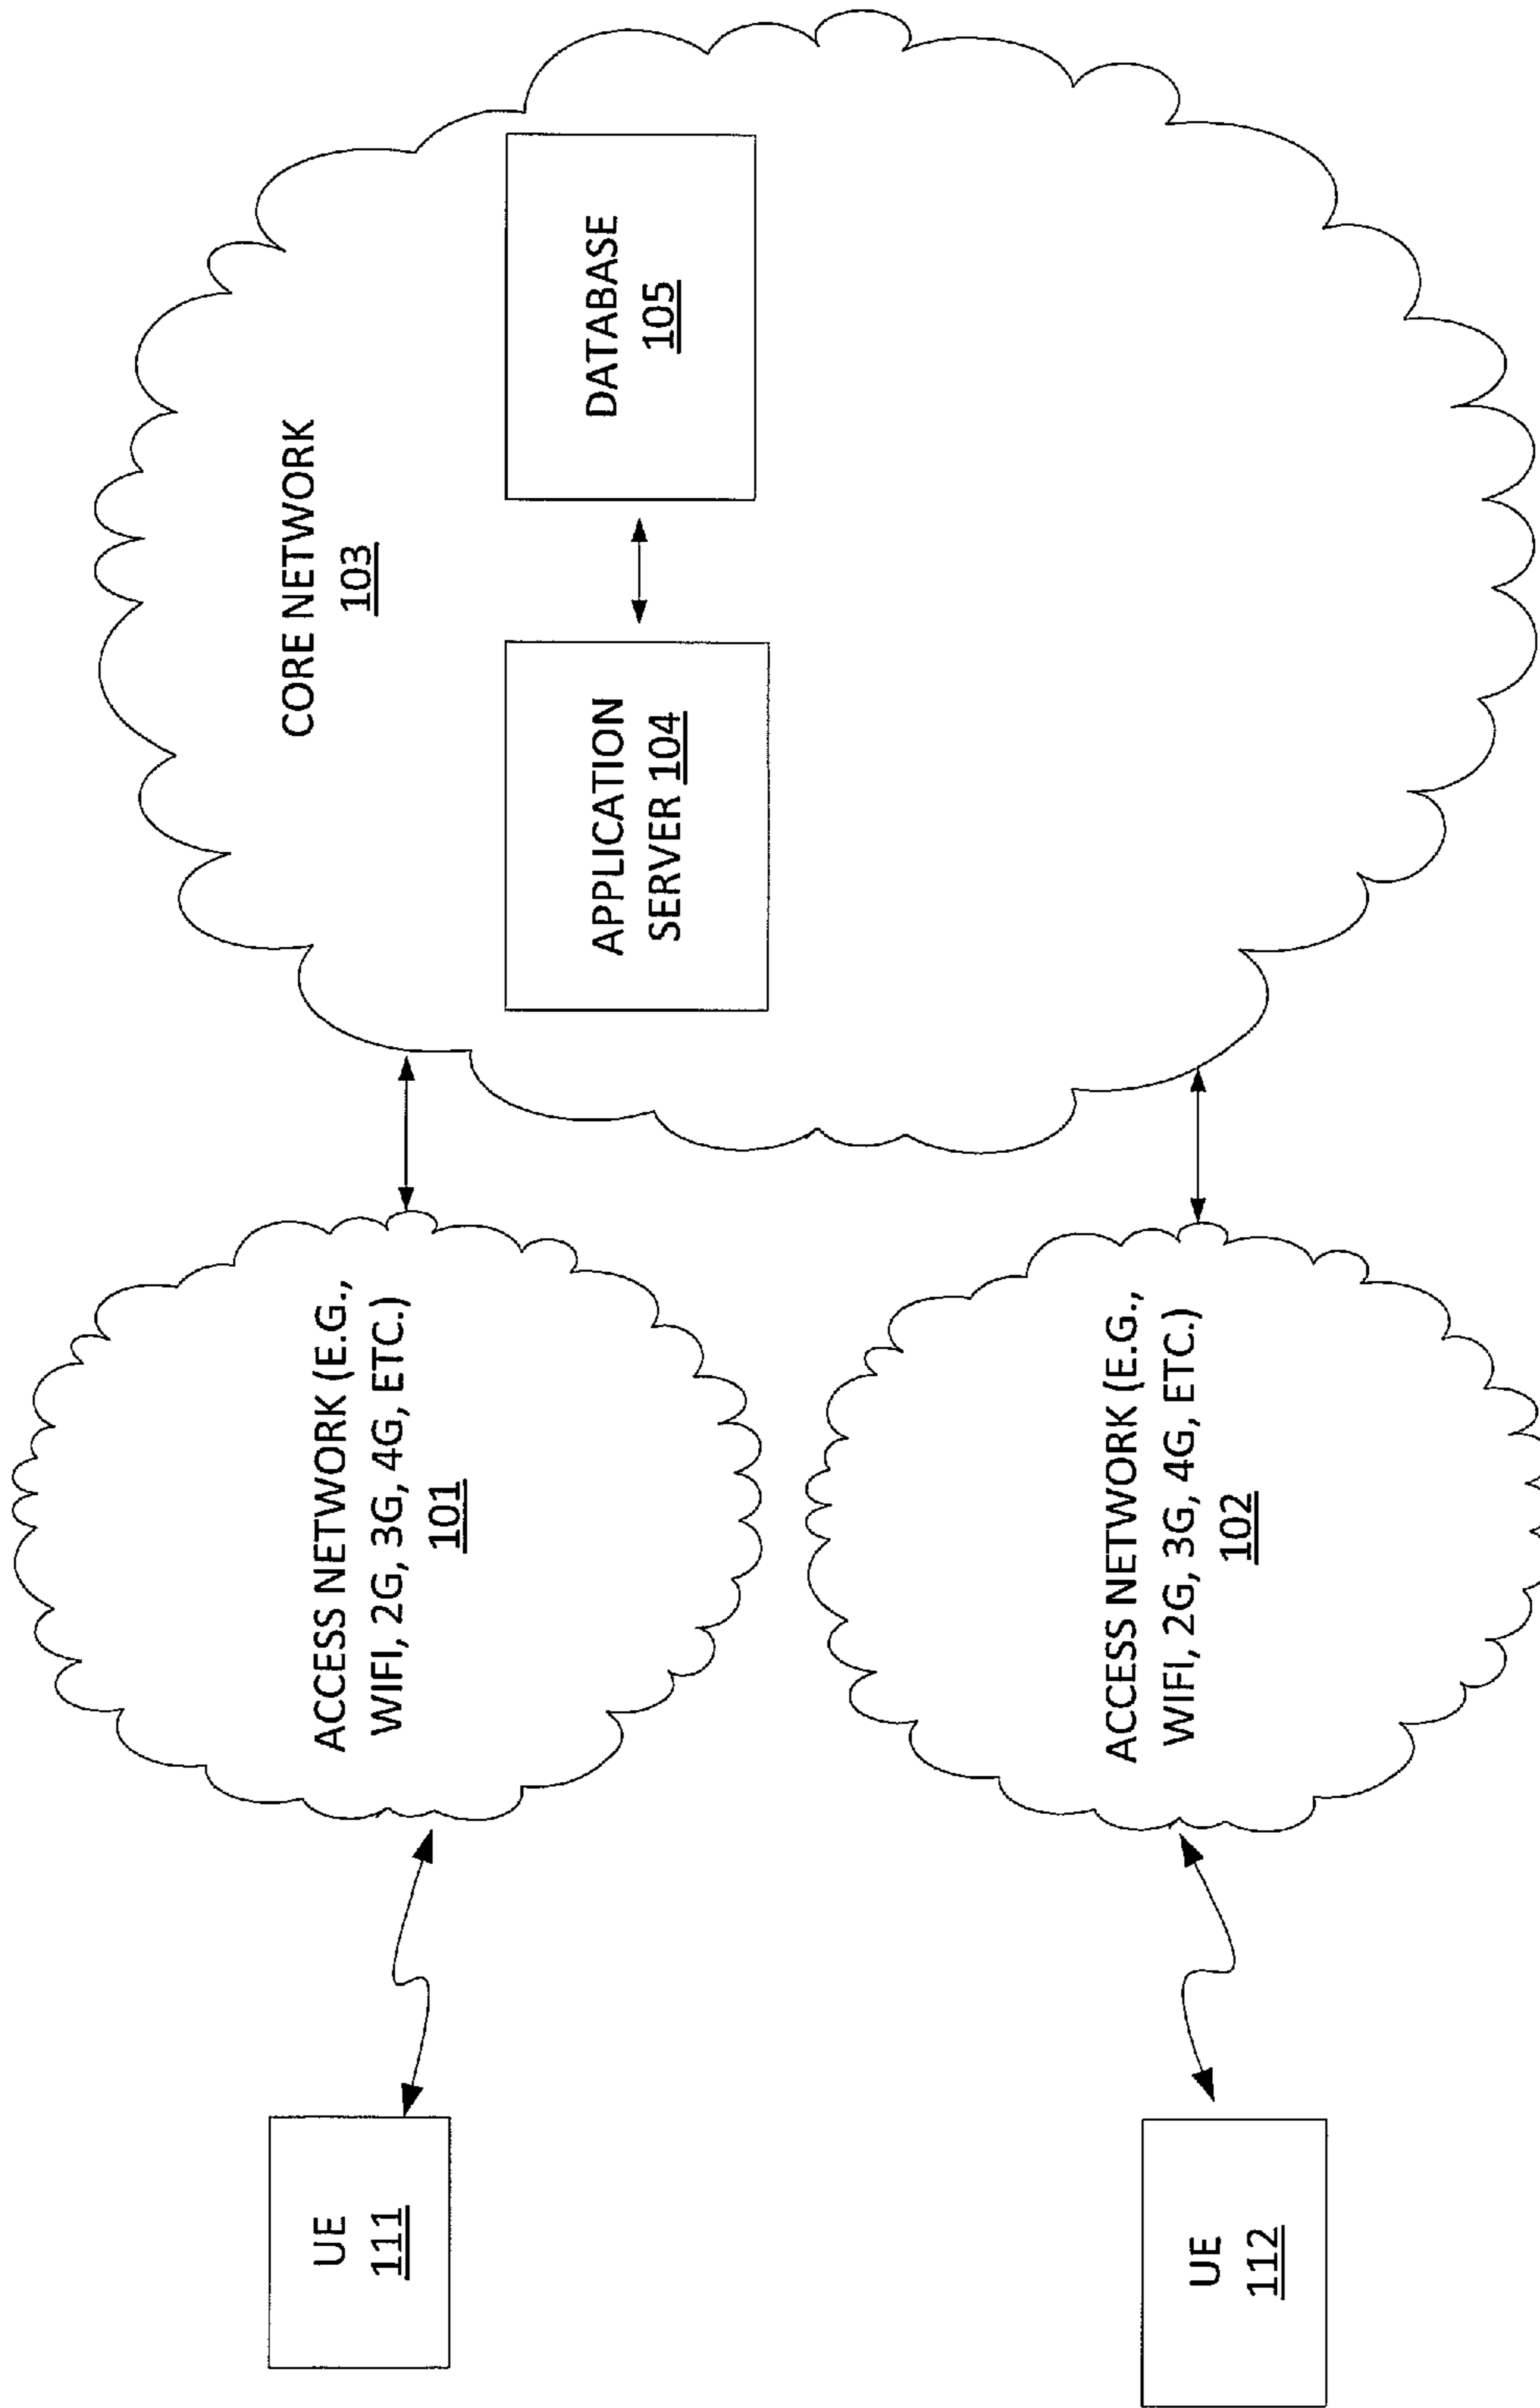 UE
111
ACCESS NETWORK (E.G.,
WIFI, 2G, 3G, 4G, ETC.)
101
CORE NETWORK
103
APPLICATION
SERVER 104
DATABASE
105
UE
112
ACCESS NETWORK (E.G.,
WIFI, 2G, 3G, 4G, ETC.)
102